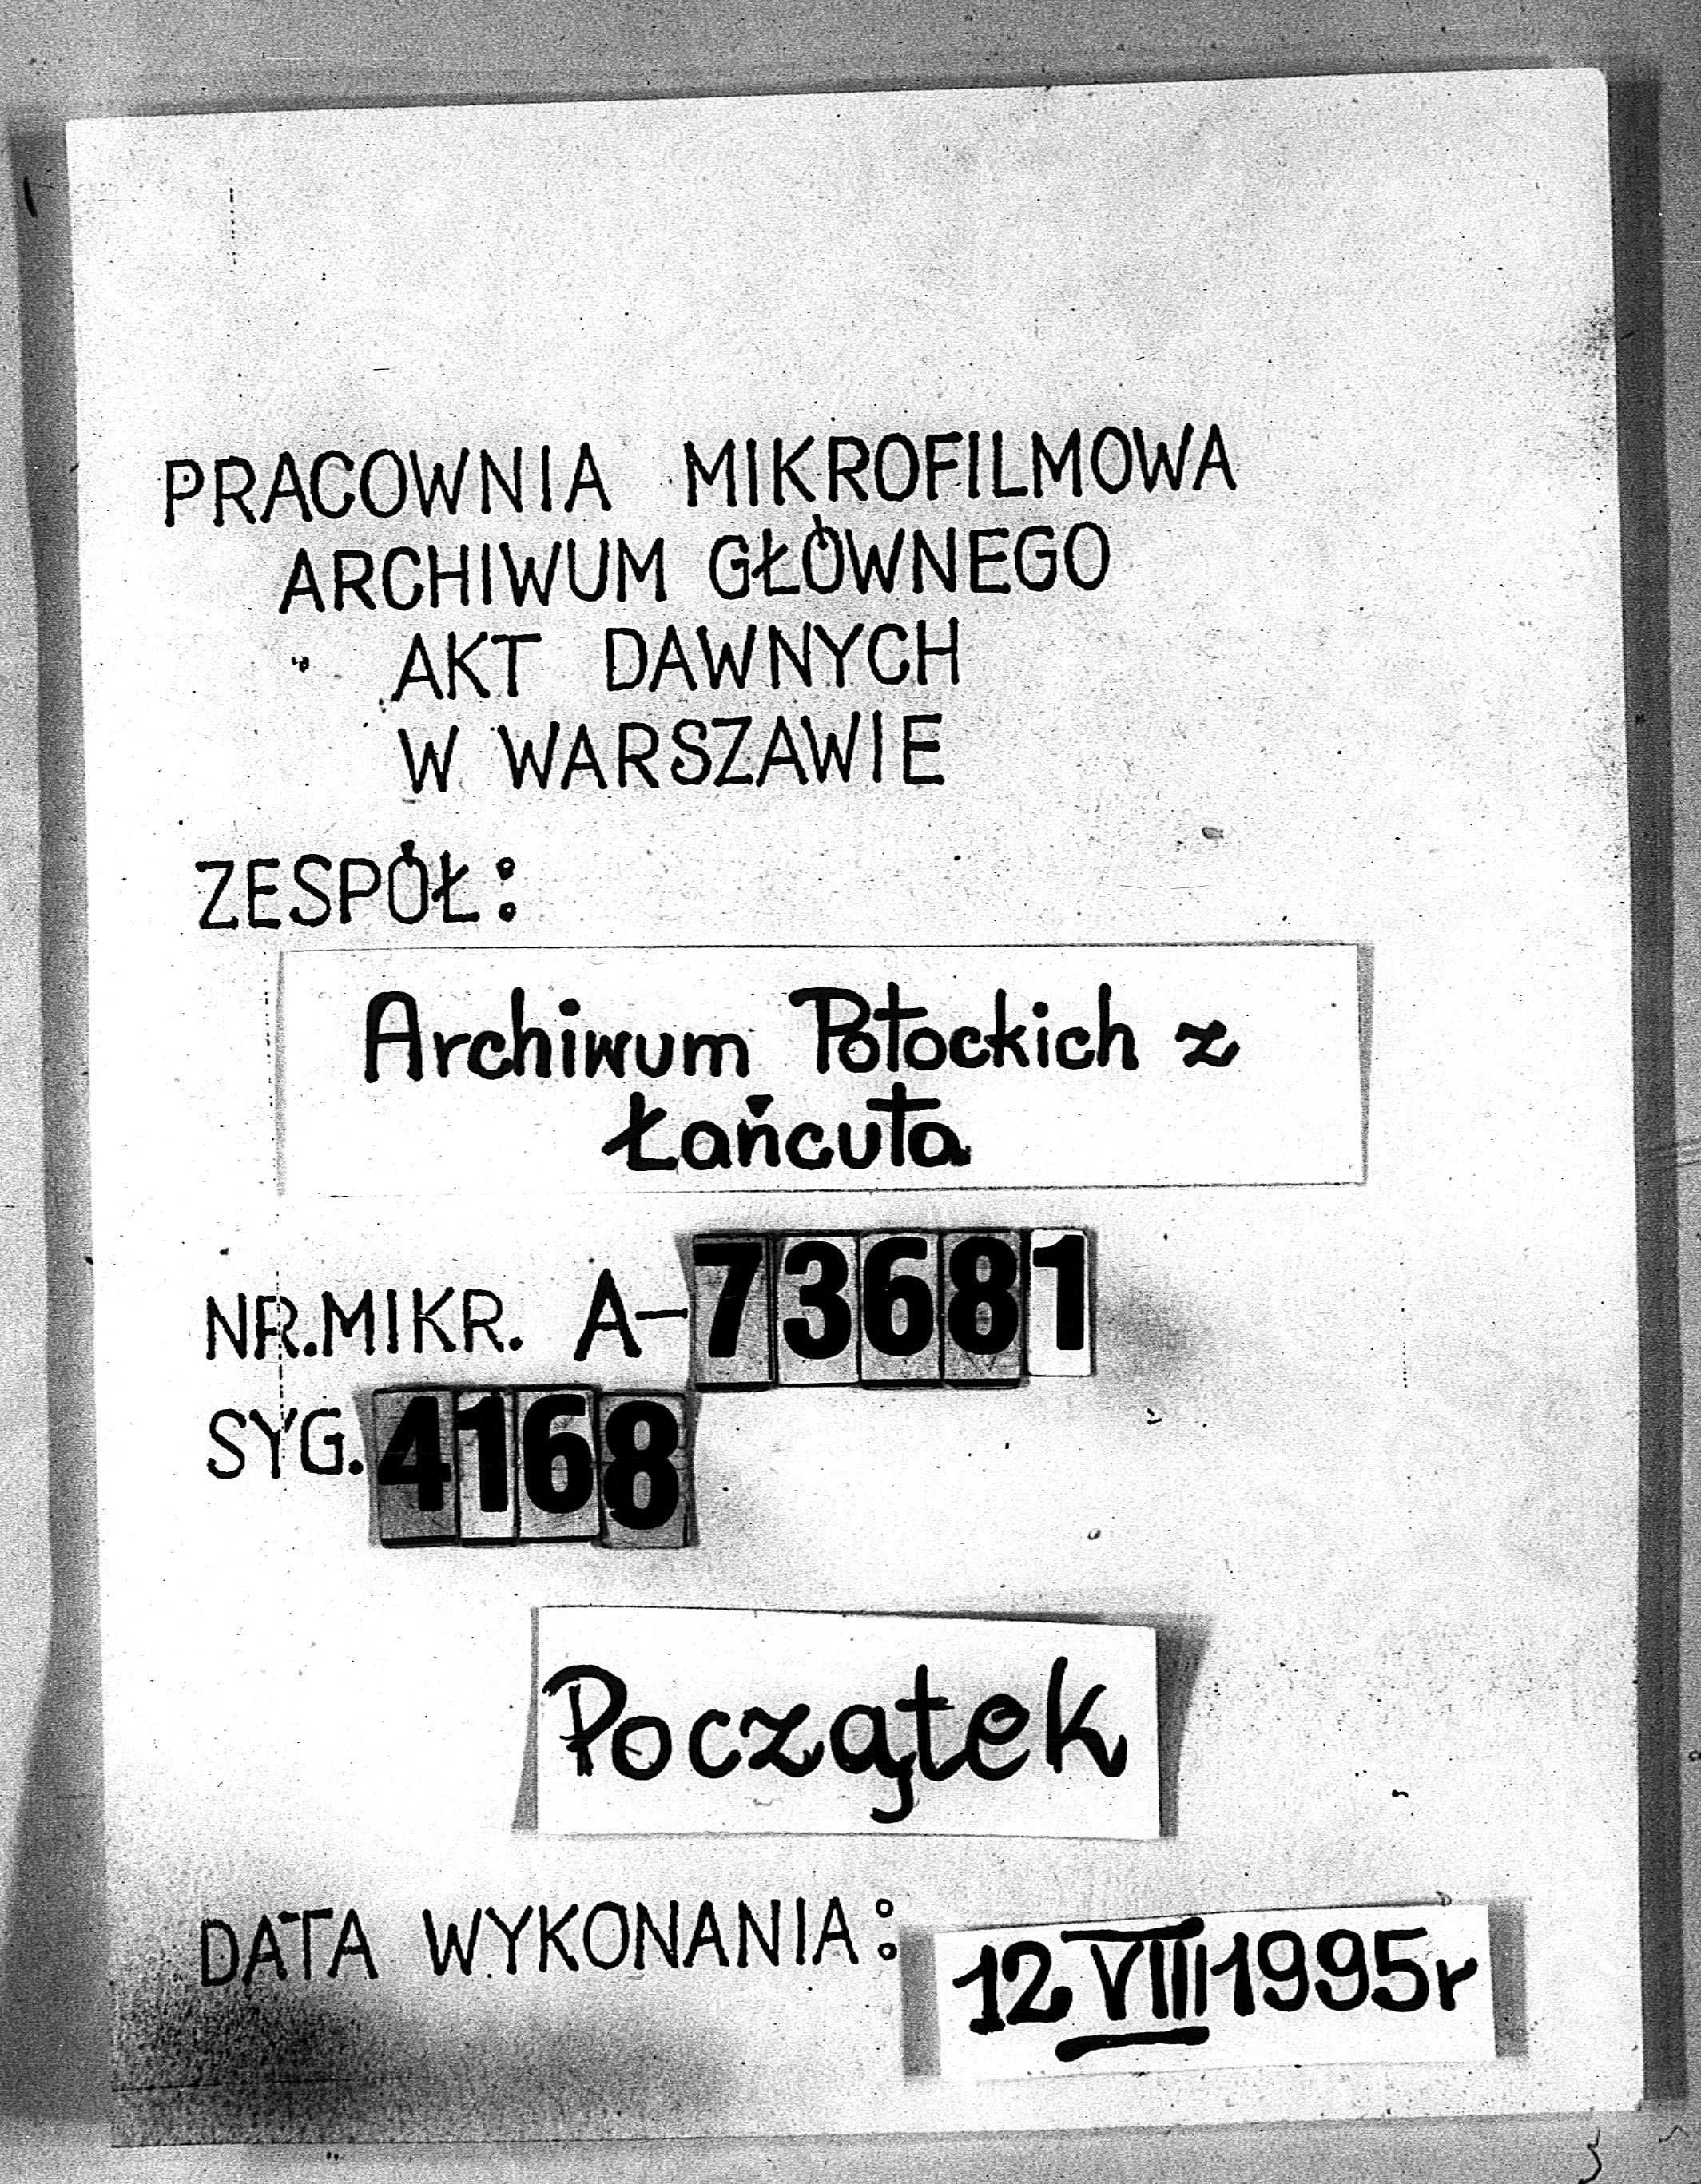 PRACOWNIA MIKROFILMOWA
ARCHIWUM GŁÓWNEGO
AKT DAWNYCH
W WARSZAWIE
ZESPÓŁ:
Archiwum Potockich z
Łańcuta
NR.MIKR. A-73681
SYG. 4168
Początek
DATA WYKONANIA: 12 VIII 1995r